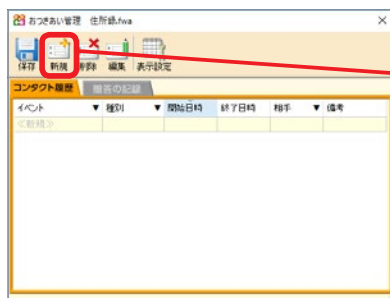 おつきあい管理 住所録.fwa
保存 新規 削除 編集 表示設定
コンタクト履歴 贈答の記録
イベント ▼ 種別 ▼ 開始日時 終了日時 相手 ▼ 備考
≪新規≫